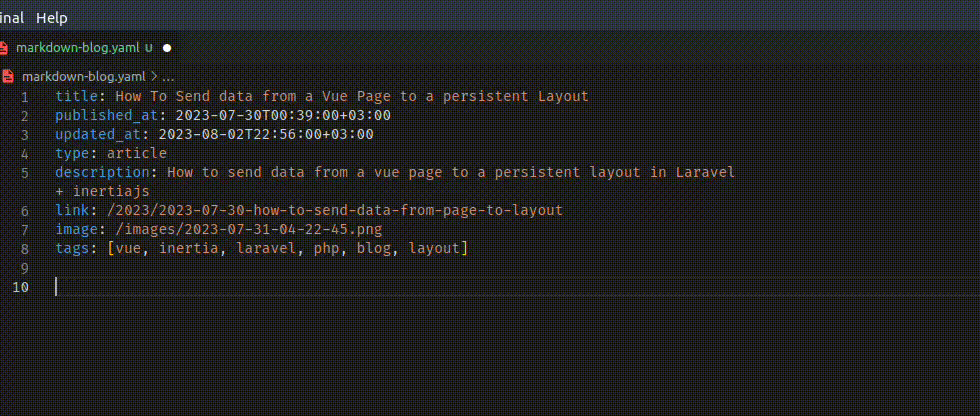 inal Help
markdown-blog.yaml U
markdown-blog.yaml > ...
1 title: How To Send data from a Vue Page to a persistent Layout
2 published_at: 2023-07-30T00:39:00+03:00
3 updated_at: 2023-08-02T22:56:00+03:00
4 type: article
5 description: How to send data from a vue page to a persistent layout in Laravel
+ inertiajs
6 link: /2023/2023-07-30-how-to-send-data-from-page-to-layout
7 image: /images/2023-07-31-04-22-45.png
8 tags: [vue, inertia, laravel, php, blog, layout]
9
10